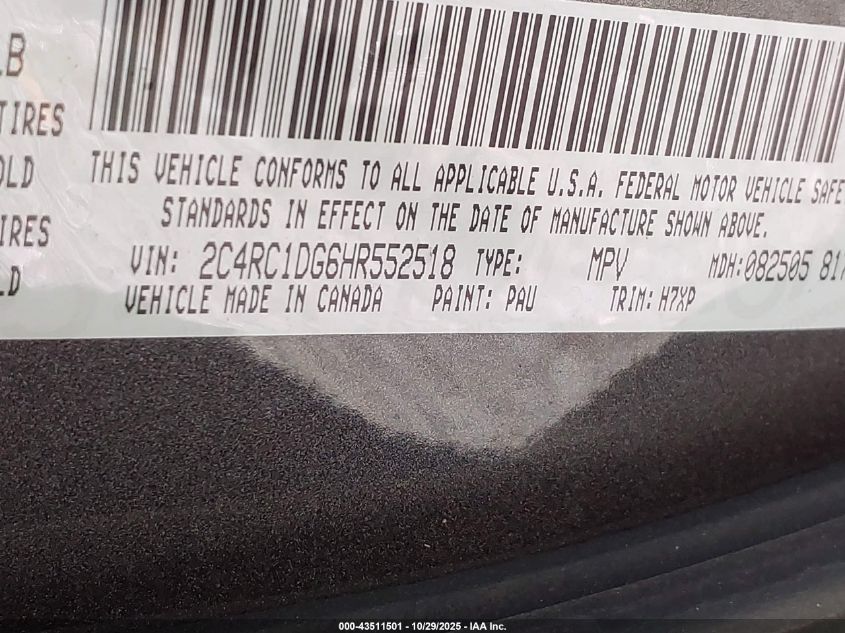 LB
TIRES
OLD
IRES
LD
THIS VEHICLE CONFORMS TO ALL APPLICABLE U.S.A. FEDERAL MOTOR VEHICLE SAFE
STANDARDS IN EFFECT ON THE DATE OF MANUFACTURE SHOWN ABOVE.
VIN: 2C4RC1DG6HR552518 TYPE: MPV MDH:082505 817
VEHICLE MADE IN CANADA PAINT: PAU TRIM: H7XP
000-43511501 - 10/29/2025 - IAA Inc.